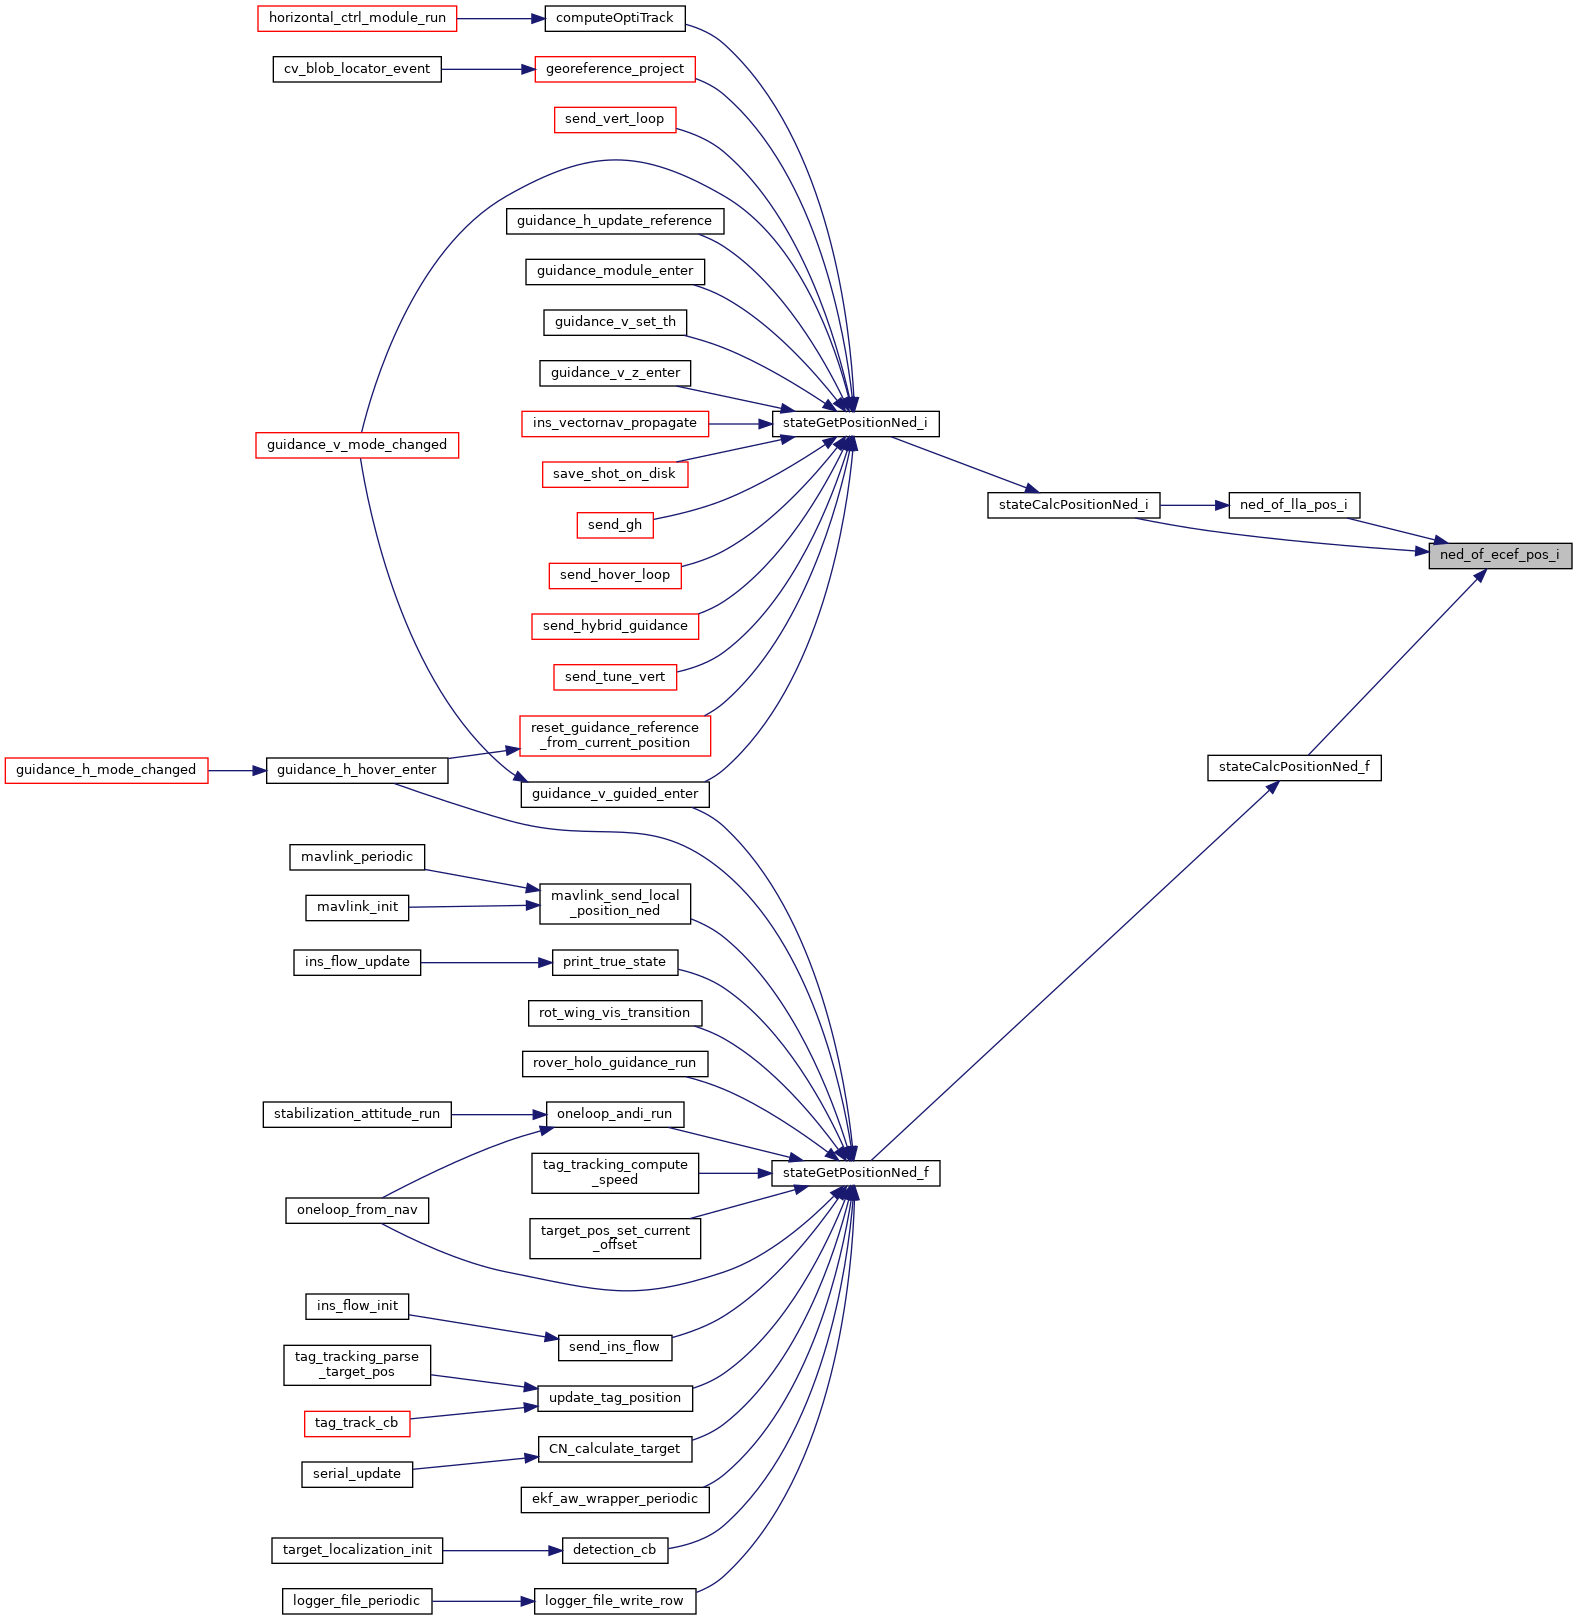 horizontal_ctrl_module_run
computeOptiTrack
cv_blob_locator_event
georeference_project
send_vert_loop
guidance_h_update_reference
guidance_module_enter
guidance_v_set_th
guidance_v_z_enter
ins_vectornav_propagate
stateGetPositionNed_i
guidance_v_mode_changed
save_shot_on_disk
stateCalcPositionNed_i
ned_of_lla_pos_i
send_gh
ned_of_ecef_pos_i
send_hover_loop
send_hybrid_guidance
send_tune_vert
reset_guidance_reference
_from_current_position
guidance_h_mode_changed
guidance_h_hover_enter
stateCalcPositionNed_f
guidance_v_guided_enter
mavlink_periodic
mavlink_send_local
_position_ned
mavlink_init
ins_flow_update
print_true_state
rot_wing_vis_transition
rover_holo_guidance_run
stabilization_attitude_run
oneloop_andi_run
tag_tracking_compute
_speed
stateGetPositionNed_f
oneloop_from_nav
target_pos_set_current
_offset
ins_flow_init
send_ins_flow
tag_tracking_parse
_target_pos
update_tag_position
tag_track_cb
CN_calculate_target
serial_update
ekf_aw_wrapper_periodic
target_localization_init
detection_cb
logger_file_periodic
logger_file_write_row